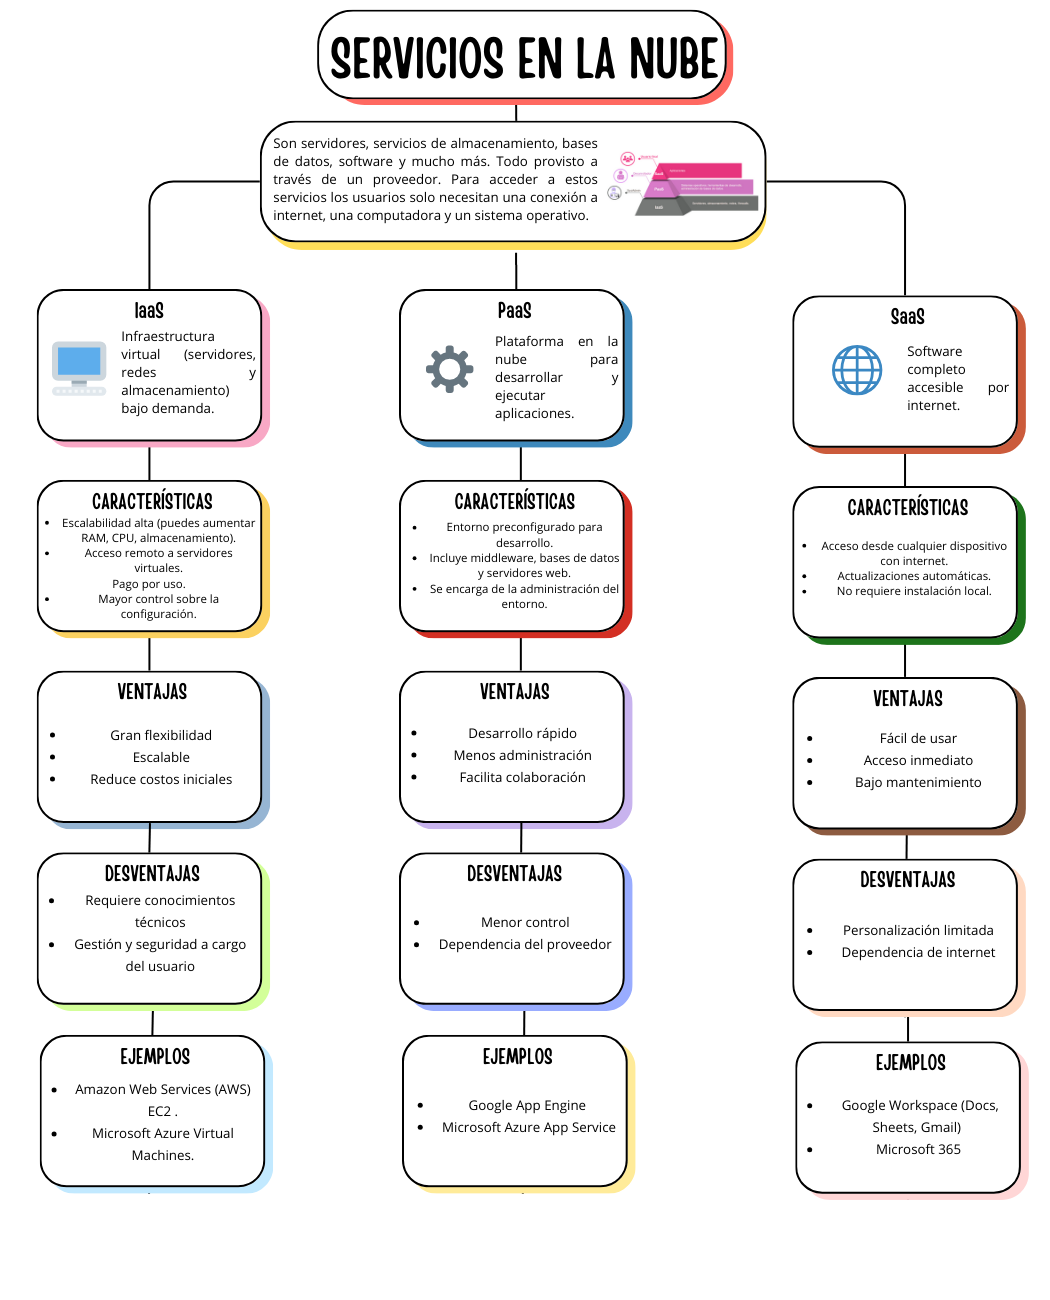 SERVICIOS EN LA NUBE
Son servidores, servicios de almacenamiento, bases
de datos, software y mucho más. Todo provisto a
través de un proveedor. Para acceder a estos
servicios los usuarios solo necesitan una conexión a
internet, una computadora y un sistema operativo.
SaaS
PaaS
IaaS
IaaS
Infraestructura
virtual (servidores,
redes y
almacenamiento)
bajo demanda.
CARACTERÍSTICAS
• Escalabilidad alta (puedes aumentar
RAM, CPU, almacenamiento).
• Acceso remoto a servidores
virtuales.
Pago por uso.
• Mayor control sobre la
configuración.
VENTAJAS
• Gran flexibilidad
• Escalable
• Reduce costos iniciales
DESVENTAJAS
• Requiere conocimientos
técnicos
• Gestión y seguridad a cargo
del usuario
EJEMPLOS
• Amazon Web Services (AWS)
EC2 .
• Microsoft Azure Virtual
Machines.
PaaS
Plataforma en la
nube para
desarrollar y
ejecutar
aplicaciones.
CARACTERÍSTICAS
• Entorno preconfigurado para
desarrollo.
• Incluye middleware, bases de datos
y servidores web.
• Se encarga de la administración del
entorno.
VENTAJAS
• Desarrollo rápido
• Menos administración
• Facilita colaboración
DESVENTAJAS
• Menor control
• Dependencia del proveedor
EJEMPLOS
• Google App Engine
• Microsoft Azure App Service
SaaS
Software
completo
accesible por
internet.
CARACTERÍSTICAS
• Acceso desde cualquier dispositivo
con internet.
• Actualizaciones automáticas.
• No requiere instalación local.
VENTAJAS
• Fácil de usar
• Acceso inmediato
• Bajo mantenimiento
DESVENTAJAS
• Personalización limitada
• Dependencia de internet
EJEMPLOS
• Google Workspace (Docs,
Sheets, Gmail)
• Microsoft 365